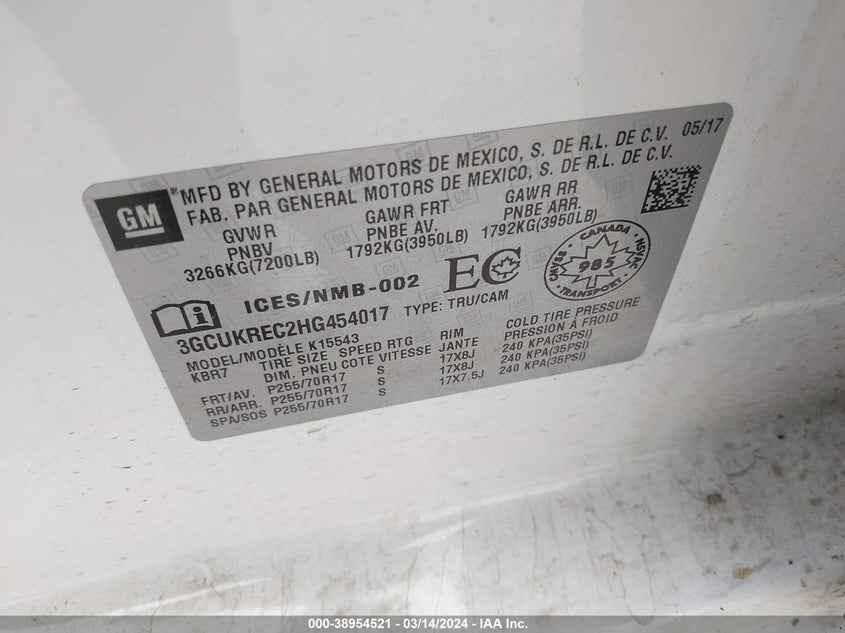 GM
MFD BY GENERAL MOTORS DE MEXICO, S. DE R.L. DE C.V. 05/17
FAB. PAR GENERAL MOTORS DE MEXICO, S. DE R.L. DE C.V.
GVWR GAWR FRT GAWR RR
PNBV PNBE AV. PNBE ARR.
3266KG(7200LB) 1792KG(3950LB) 1792KG(3950LB)
ICES/NMB-002 EC
CANADA
985
TRANSPORT
CMVSS
NSVAC
3GCUKREC2HG454017 TYPE: TRU/CAM
MODEL/MODÈLE K15543
KBR7 TIRE SIZE SPEED RTG RIM COLD TIRE PRESSURE
DIM. PNEU COTE VITESSE JANTE PRESSION À FROID
FRT/AV. P255/70R17 S 17X8J 240 KPA(35PSI)
RR/ARR. P255/70R17 S 17X8J 240 KPA(35PSI)
SPA/SOS P255/70R17 S 17X7.5J 240 KPA(35PSI)
000-38954521 - 03/14/2024 - IAA Inc.